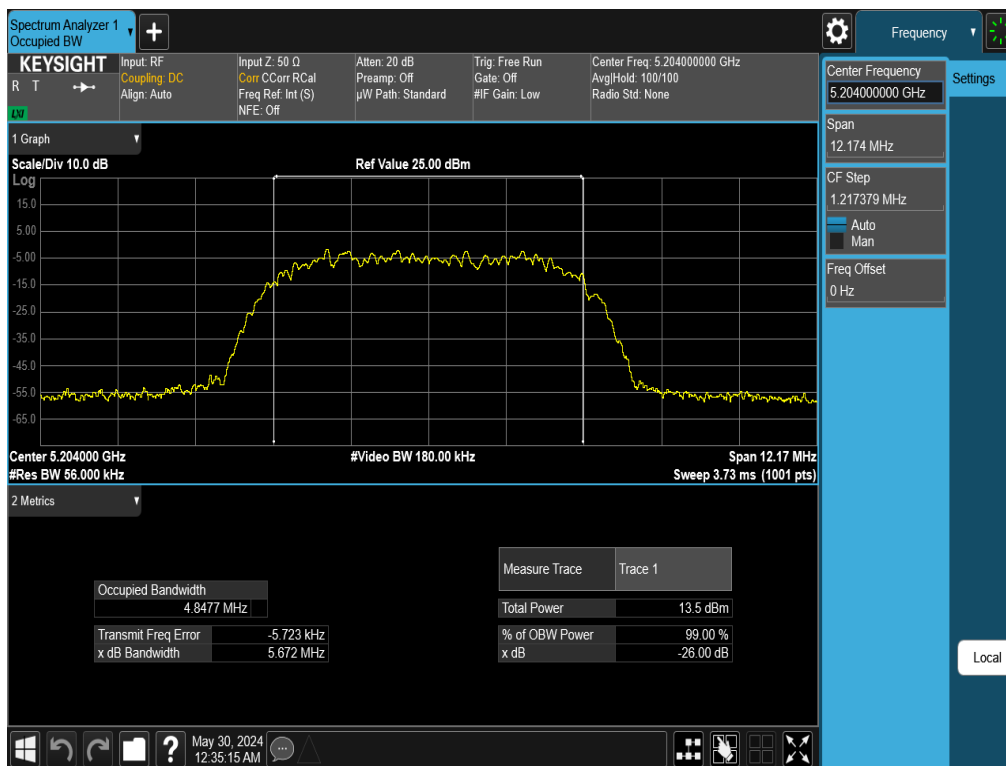 Spectrum Analyzer 1
Occupied BW
Frequency
KEYSIGHT
R T
LXI
Input: RF
Coupling: DC
Align: Auto
Input Z: 50 Ω
Corr CCorr RCal
Freq Ref: Int (S)
NFE: Off
Atten: 20 dB
Preamp: Off
µW Path: Standard
Trig: Free Run
Gate: Off
#IF Gain: Low
Center Freq: 5.204000000 GHz
Avg|Hold: 100/100
Radio Std: None
Center Frequency
5.204000000 GHz
Settings
Span
12.174 MHz
CF Step
1.217379 MHz
Auto
Man
Freq Offset
0 Hz
Local
1 Graph
Scale/Div 10.0 dB
Ref Value 25.00 dBm
Log
15.0
5.00
-5.00
-15.0
-25.0
-35.0
-45.0
-55.0
-65.0
Center 5.204000 GHz
#Video BW 180.00 kHz
Span 12.17 MHz
#Res BW 56.000 kHz
Sweep 3.73 ms (1001 pts)
2 Metrics
Measure Trace Trace 1
Occupied Bandwidth
4.8477 MHz
Total Power 13.5 dBm
Transmit Freq Error -5.723 kHz
% of OBW Power 99.00 %
x dB Bandwidth 5.672 MHz
x dB -26.00 dB
May 30, 2024
12:35:15 AM